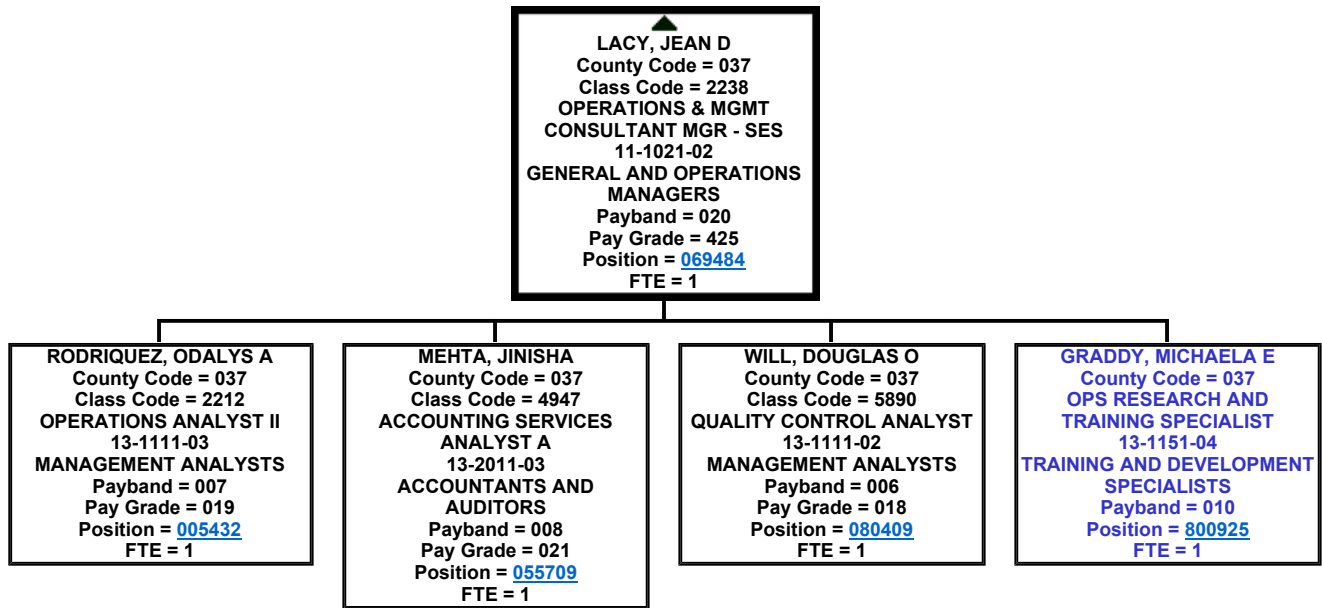 LACY, JEAN D
County Code = 037
Class Code = 2238
OPERATIONS & MGMT
CONSULTANT MGR - SES
11-1021-02
GENERAL AND OPERATIONS
MANAGERS
Payband = 020
Pay Grade = 425
Position = 069484
FTE = 1
RODRIQUEZ, ODALYS A
County Code = 037
Class Code = 2212
OPERATIONS ANALYST II
13-1111-03
MANAGEMENT ANALYSTS
Payband = 007
Pay Grade = 019
Position = 005432
FTE = 1
MEHTA, JINISHA
County Code = 037
Class Code = 4947
ACCOUNTING SERVICES
ANALYST A
13-2011-03
ACCOUNTANTS AND
AUDITORS
Payband = 008
Pay Grade = 021
Position = 055709
FTE = 1
WILL, DOUGLAS O
County Code = 037
Class Code = 5890
QUALITY CONTROL ANALYST
13-1111-02
MANAGEMENT ANALYSTS
Payband = 006
Pay Grade = 018
Position = 080409
FTE = 1
GRADDY, MICHAELA E
County Code = 037
OPS RESEARCH AND
TRAINING SPECIALIST
13-1151-04
TRAINING AND DEVELOPMENT
SPECIALISTS
Payband = 010
Position = 800925
FTE = 1